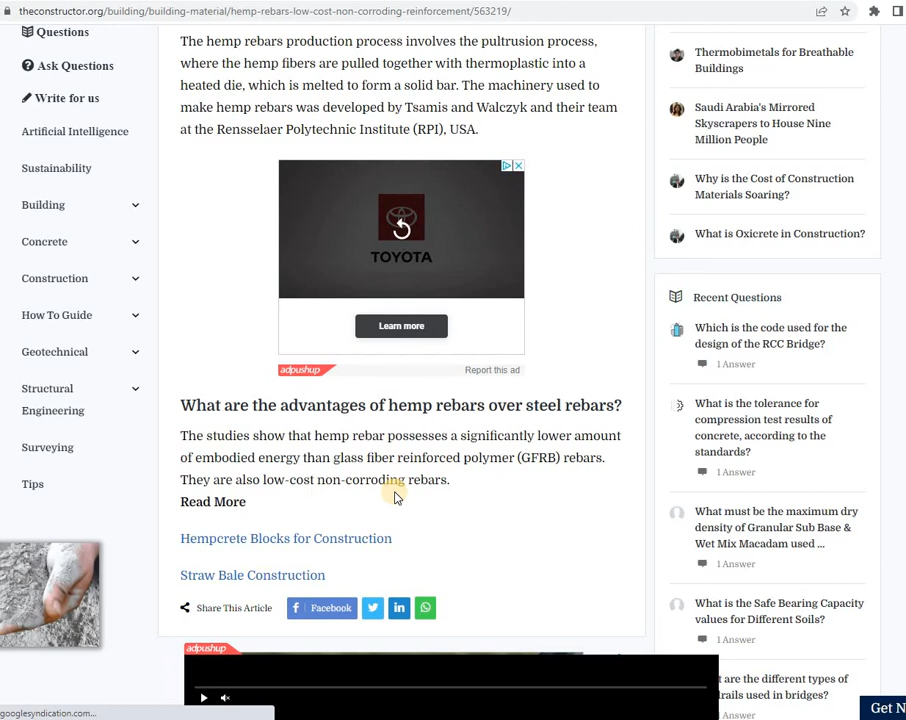 theconstructor.org/building/building-material/hemp-rebars-low-cost-non-corroding-reinforcement/563219/
Questions
Ask Questions
Write for us
Artificial Intelligence
Sustainability
Building
Concrete
Construction
How To Guide
Geotechnical
Structural
Engineering
Surveying
Tips
The hemp rebars production process involves the pultrusion process,
where the hemp fibers are pulled together with thermoplastic into a
heated die, which is melted to form a solid bar. The machinery used to
make hemp rebars was developed by Tsamis and Walczyk and their team
at the Rensselaer Polytechnic Institute (RPI), USA.
TOYOTA
Learn more
adpushup
Report this ad
What are the advantages of hemp rebars over steel rebars?
The studies show that hemp rebar possesses a significantly lower amount
of embodied energy than glass fiber reinforced polymer (GFRB) rebars.
They are also low-cost non-corroding rebars.
Read More
Hempcrete Blocks for Construction
Straw Bale Construction
Share This Article
Facebook
adpushup
Thermobimetals for Breathable
Buildings
Saudi Arabia's Mirrored
Skyscrapers to House Nine
Million People
Why is the Cost of Construction
Materials Soaring?
What is Oxicrete in Construction?
Recent Questions
Which is the code used for the
design of the RCC Bridge?
1 Answer
What is the tolerance for
compression test results of
concrete, according to the
standards?
1 Answer
What must be the maximum dry
density of Granular Sub Base &
Wet Mix Macadam used ...
1 Answer
What is the Safe Bearing Capacity
values for Different Soils?
1 Answer
are the different types of
rails used in bridges?
Answer
Get N
googlesyndication.com...